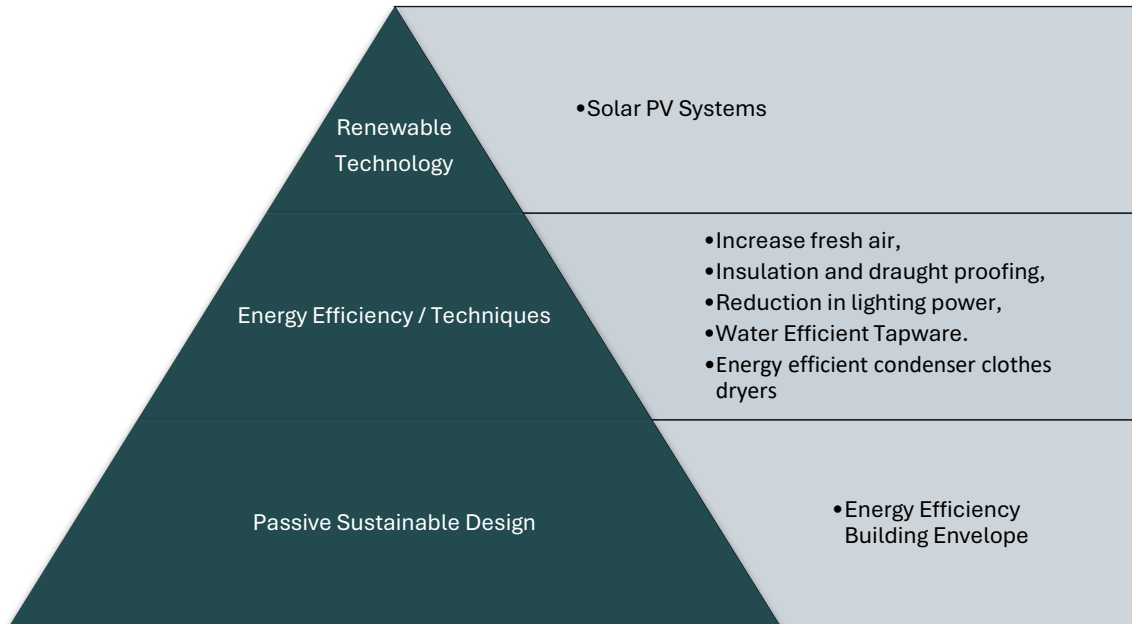 Renewable
Technology
•Solar PV Systems
Energy Efficiency / Techniques
•Increase fresh air,
•Insulation and draught proofing,
•Reduction in lighting power,
•Water Efficient Tapware.
•Energy efficient condenser clothes
dryers
Passive Sustainable Design
•Energy Efficiency
Building Envelope